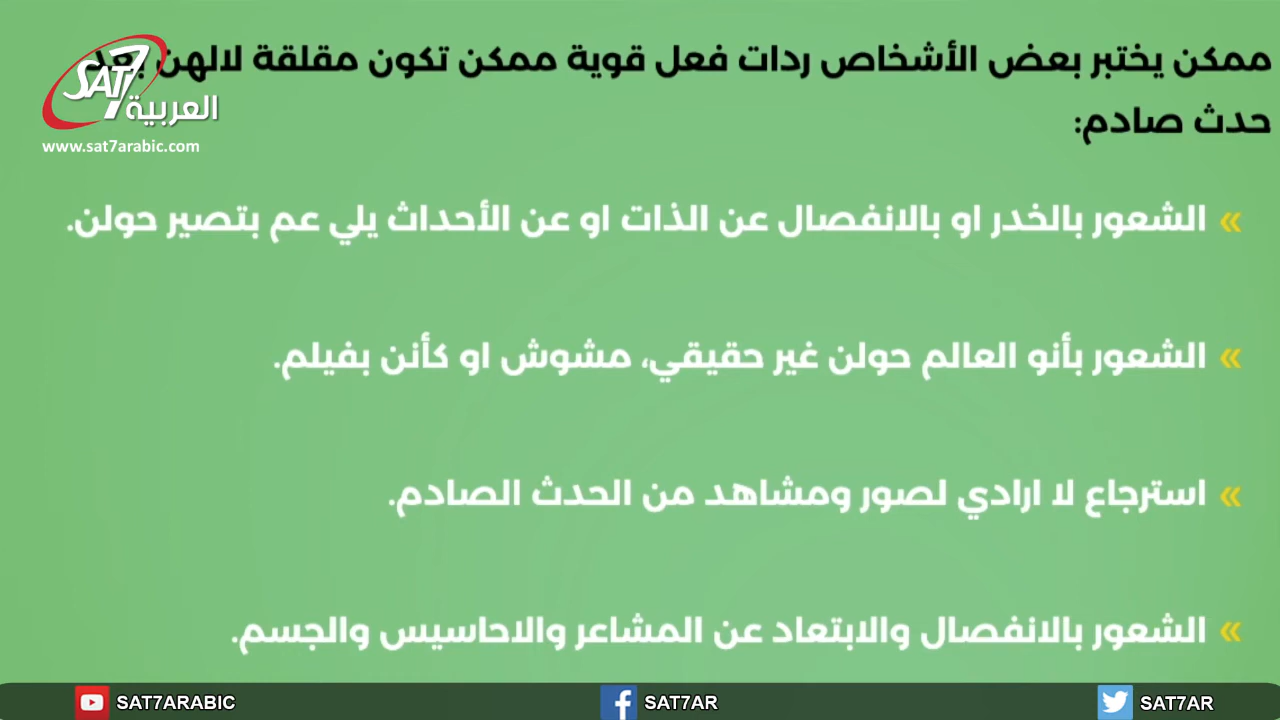 ممكن يختبر بعض الأشخاص ردات فعل قوية ممكن تكون مقلقة لالهن بعد
حدث صادم:
SAT7
العربية
www.sat7arabic.com
» الشعور بالخدر او بالانفصال عن الذات او عن الأحداث يلي عم بتصير حولن.
» الشعور بأنو العالم حولن غير حقيقي، مشوش او كأنن بفيلم.
» استرجاع لا ارادي لصور ومشاهد من الحدث الصادم.
» الشعور بالانفصال والابتعاد عن المشاعر والاحاسيس والجسم.
SAT7ARABIC
SAT7AR
SAT7AR